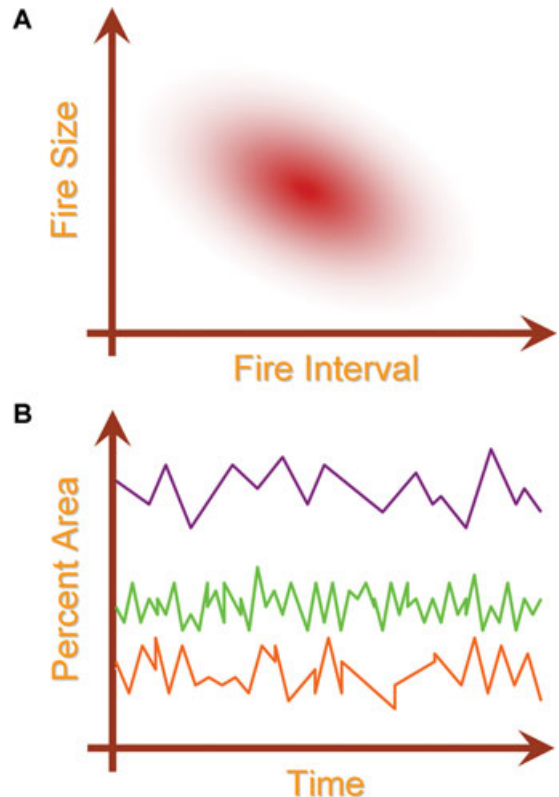 A
Fire Size
Fire Interval
B
Percent Area
Time